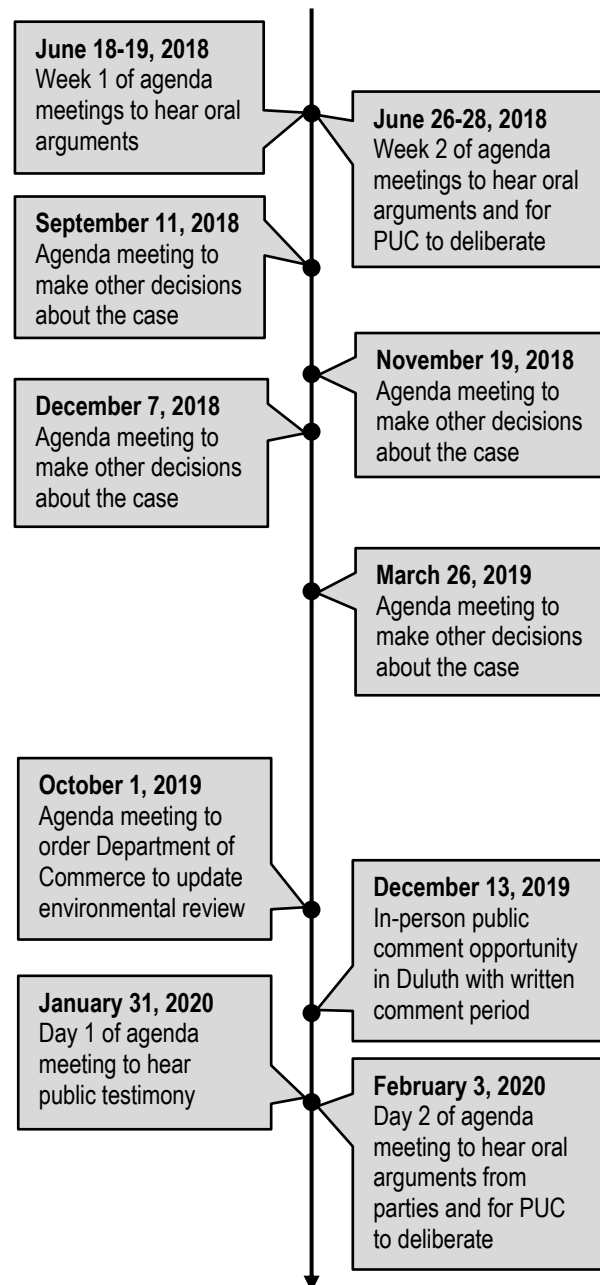 June 18-19, 2018
Week 1 of agenda
meetings to hear oral
arguments
June 26-28, 2018
Week 2 of agenda
meetings to hear oral
arguments and for
PUC to deliberate
September 11, 2018
Agenda meeting to
make other decisions
about the case
November 19, 2018
Agenda meeting to
make other decisions
about the case
December 7, 2018
Agenda meeting to
make other decisions
about the case
March 26, 2019
Agenda meeting to
make other decisions
about the case
October 1, 2019
Agenda meeting to
order Department of
Commerce to update
environmental review
December 13, 2019
In-person public
comment opportunity
in Duluth with written
comment period
January 31, 2020
Day 1 of agenda
meeting to hear
public testimony
February 3, 2020
Day 2 of agenda
meeting to hear oral
arguments from
parties and for PUC
to deliberate